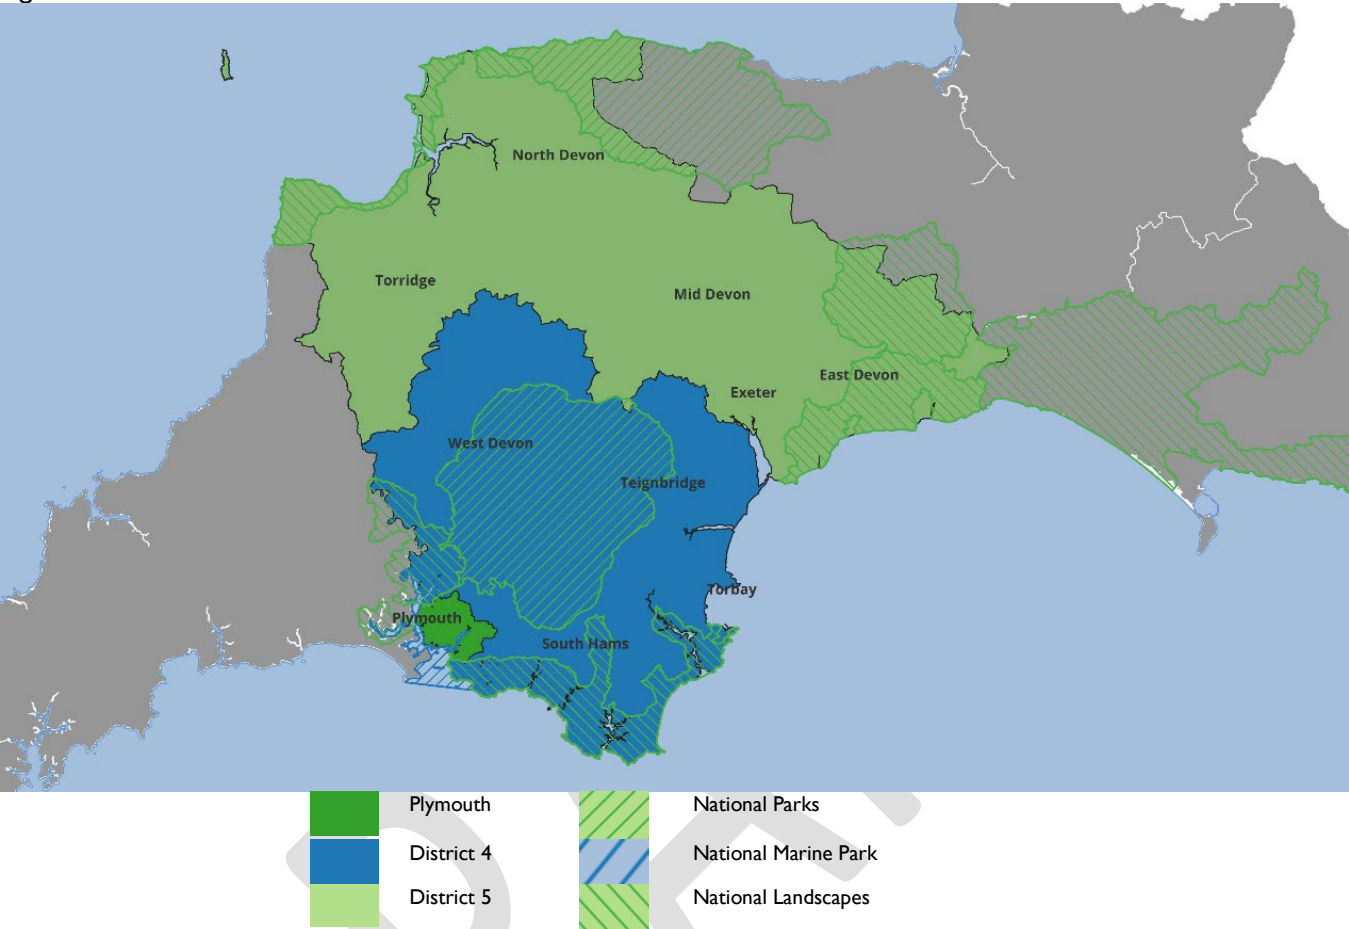 North Devon
Torridge
Mid Devon
East Devon
Exeter
West Devon
Teignbridge
Torbay
Plymouth
South Hams
Plymouth
National Parks
District 4
National Marine Park
District 5
National Landscapes